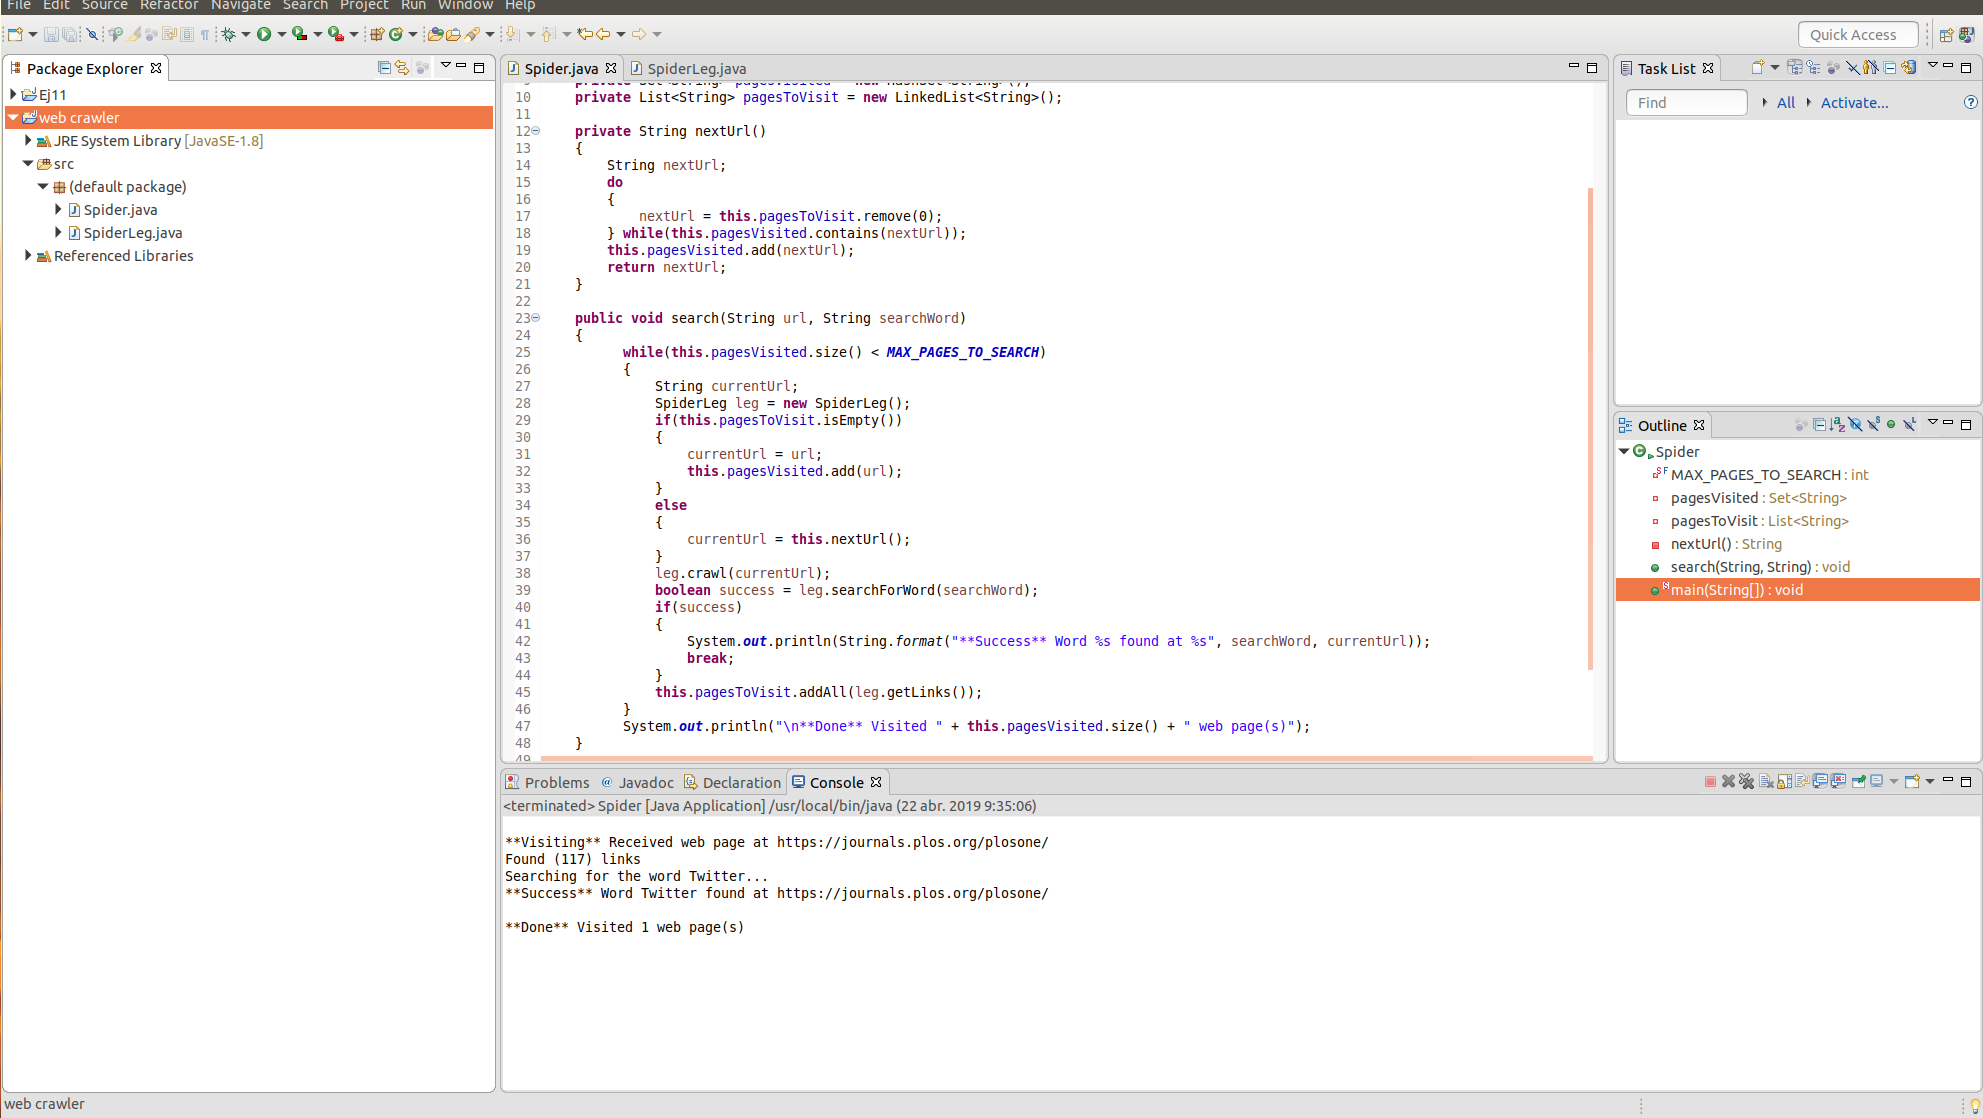 File Edit Source Refactor Navigate Search Project Run Window Help
Quick Access
Package Explorer
Ej11
web crawler
JRE System Library [JavaSE-1.8]
src
(default package)
Spider.java
SpiderLeg.java
Referenced Libraries
Spider.java SpiderLeg.java
10 private List<String> pagesToVisit = new LinkedList<String>();
11
12 private String nextUrl()
13 {
14 String nextUrl;
15 do
16 {
17 nextUrl = this.pagesToVisit.remove(0);
18 } while(this.pagesVisited.contains(nextUrl));
19 this.pagesVisited.add(nextUrl);
20 return nextUrl;
21 }
22
23 public void search(String url, String searchWord)
24 {
25 while(this.pagesVisited.size() < MAX_PAGES_TO_SEARCH)
26 {
27 String currentUrl;
28 SpiderLeg leg = new SpiderLeg();
29 if(this.pagesToVisit.isEmpty())
30 {
31 currentUrl = url;
32 this.pagesVisited.add(url);
33 }
34 else
35 {
36 currentUrl = this.nextUrl();
37 }
38 leg.crawl(currentUrl);
39 boolean success = leg.searchForWord(searchWord);
40 if(success)
41 {
42 System.out.println(String.format("**Success** Word %s found at %s", searchWord, currentUrl));
43 break;
44 }
45 this.pagesToVisit.addAll(leg.getLinks());
46 }
47 System.out.println("\n**Done** Visited " + this.pagesVisited.size() + " web page(s)");
48 }
49
Task List
Find All Activate...
Outline
Spider
MAX_PAGES_TO_SEARCH : int
pagesVisited : Set<String>
pagesToVisit : List<String>
nextUrl() : String
search(String, String) : void
main(String[]) : void
Problems Javadoc Declaration Console
<terminated> Spider [Java Application] /usr/local/bin/java (22 abr. 2019 9:35:06)
**Visiting** Received web page at https://journals.plos.org/plosone/
Found (117) links
Searching for the word Twitter...
**Success** Word Twitter found at https://journals.plos.org/plosone/
**Done** Visited 1 web page(s)
web crawler